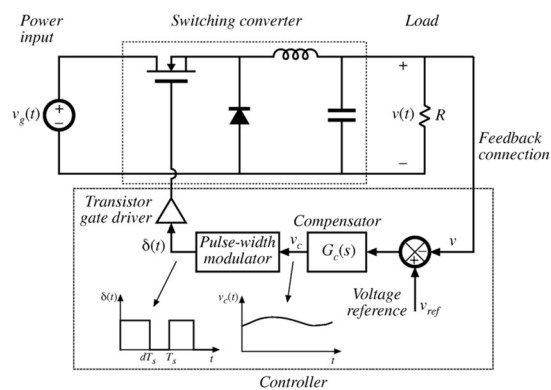 Power
input
Switching converter
Load
v_g(t)
+
−
+
v(t)
−
R
Feedback
connection
Transistor
gate driver
δ(t)
Pulse-width
modulator
v_c
Compensator
G_c(s)
−
+
v
Voltage
reference
v_ref
δ(t)
dT_s
T_s
t
v_c(t)
t
Controller